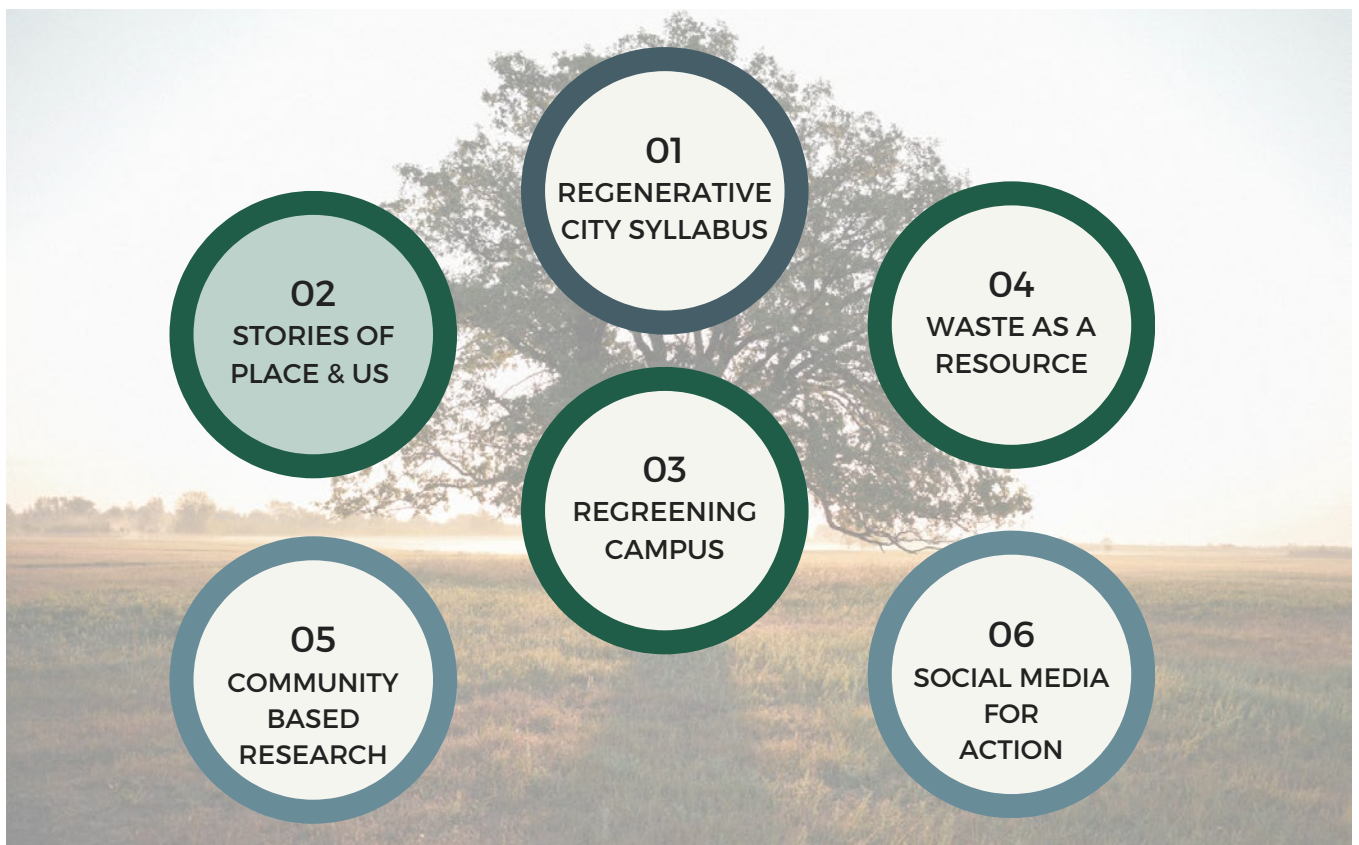 01
REGENERATIVE
CITY SYLLABUS
02
STORIES OF
PLACE & US
03
REGREENING
CAMPUS
04
WASTE AS A
RESOURCE
05
COMMUNITY
BASED
RESEARCH
06
SOCIAL MEDIA
FOR
ACTION